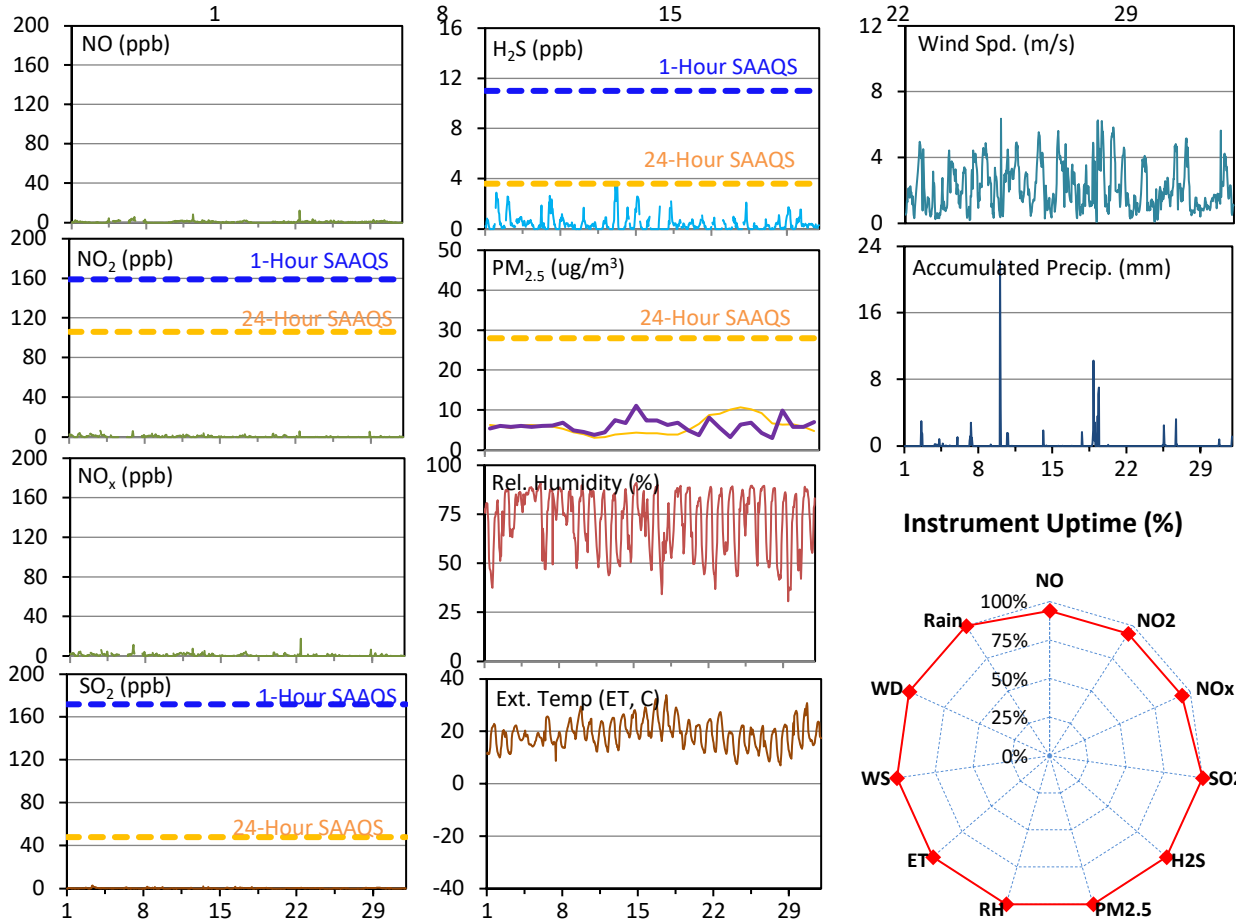 1
8
15
22
29
NO (ppb)
200
160
120
80
40
0
NO₂ (ppb)
1-Hour SAAQS
24-Hour SAAQS
200
160
120
80
40
0
NOₓ (ppb)
200
160
120
80
40
0
SO₂ (ppb)
1-Hour SAAQS
24-Hour SAAQS
200
160
120
80
40
0
1 8 15 22 29
H₂S (ppb)
1-Hour SAAQS
24-Hour SAAQS
16
12
8
4
0
PM₂.₅ (ug/m³)
24-Hour SAAQS
50
40
30
20
10
0
Rel. Humidity (%)
100
75
50
25
0
Ext. Temp (ET, C)
40
20
0
-20
-40
1 8 15 22 29
Wind Spd. (m/s)
12
8
4
0
Accumulated Precip. (mm)
24
16
8
0
1 8 15 22 29
Instrument Uptime (%)
NO
NO2
NOx
SO2
H2S
PM2.5
RH
ET
WS
WD
Rain
100%
75%
50%
25%
0%